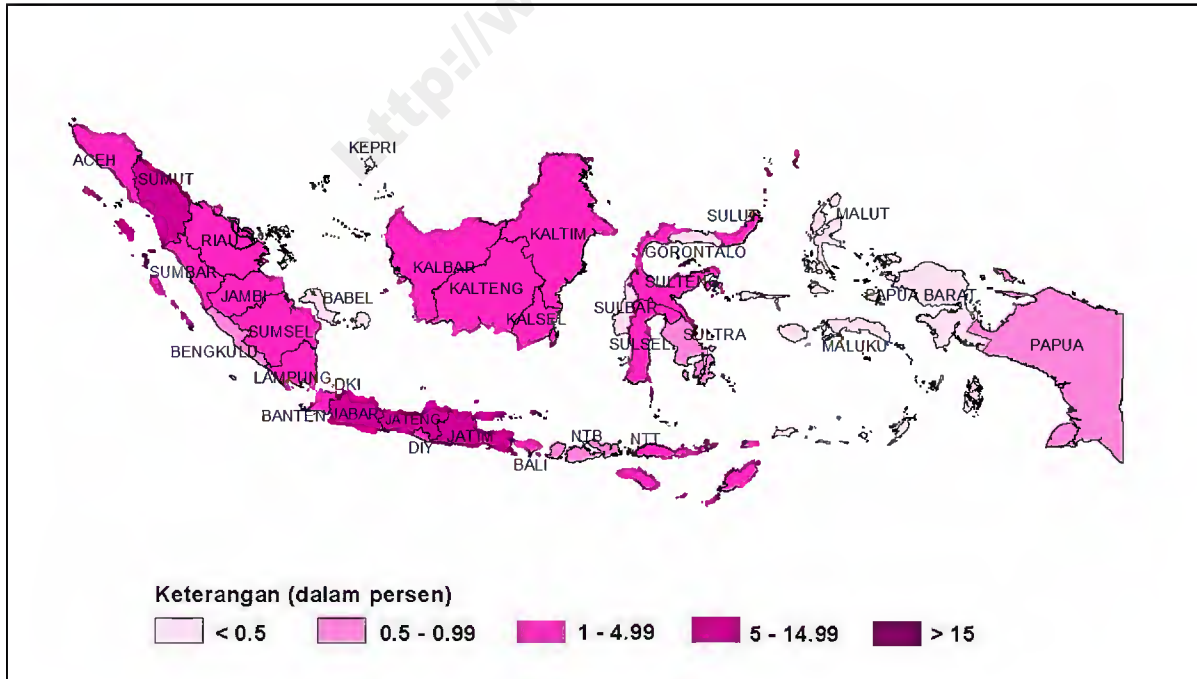 http://w
KEPRI
ACEH
SUMUT
MALUT
SULUT
RIAU
KALTIM
GORONTALO
KALBAR
SUMBAR
SULTENG
KALTENG
JAMBI
BABEL
PAPUA BARAT
SULBAR
KALSEL
SUMSEL
SULTRA
SULSEL
MALUKU
PAPUA
BENGKULU
LAMPUNG
DKI
BANTEN
JABAR
JATENG
JATIM
NTB
NTT
DIY
BALI
Keterangan (dalam persen)
< 0.5
0.5 - 0.99
1 - 4.99
5 - 14.99
> 15